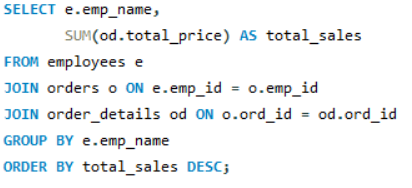 SELECT e.emp_name,
       SUM(od.total_price) AS total_sales
FROM employees e
JOIN orders o ON e.emp_id = o.emp_id
JOIN order_details od ON o.ord_id = od.ord_id
GROUP BY e.emp_name
ORDER BY total_sales DESC;